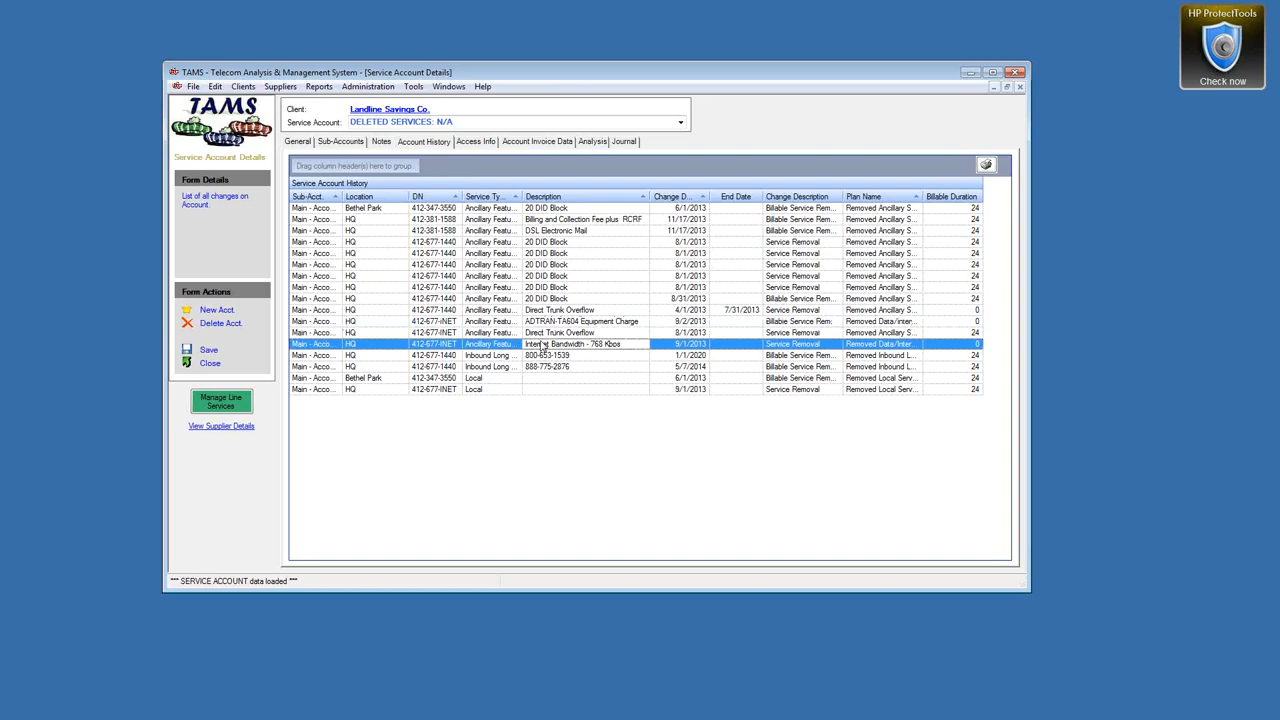 HP ProtectTools
Check now
TAMS - Telecom Analysis & Management System - [Service Account Details]
File Edit Clients Suppliers Reports Administration Tools Windows Help
TAMS
Service Account Details
Client: Landline Savings Co.
Service Account: DELETED SERVICES: N/A
General Sub-Accounts Notes Account History Access Info Account Invoice Data Analysis Journal
Form Details
List of all changes on
Account.
Form Actions
New Acct.
Delete Acct.
Save
Close
Manage Line
Services
View Supplier Details
Drag column header(s) here to group.
Service Account History
Sub-Acct. Location DN Service Ty... Description Change D... End Date Change Description Plan Name Billable Duration
Main - Acco... Bethel Park 412-347-3550 Ancillary Featu... 20 DID Block 6/1/2013 Billable Service Rem... Removed Ancillary S... 24
Main - Acco... HQ 412-381-1588 Ancillary Featu... Billing and Collection Fee plus RCRF 11/17/2013 Billable Service Rem... Removed Ancillary S... 24
Main - Acco... HQ 412-381-1588 Ancillary Featu... DSL Electronic Mail 11/17/2013 Billable Service Rem... Removed Ancillary S... 24
Main - Acco... HQ 412-677-1440 Ancillary Featu... 20 DID Block 8/1/2013 Service Removal Removed Ancillary S... 24
Main - Acco... HQ 412-677-1440 Ancillary Featu... 20 DID Block 8/1/2013 Service Removal Removed Ancillary S... 24
Main - Acco... HQ 412-677-1440 Ancillary Featu... 20 DID Block 8/1/2013 Service Removal Removed Ancillary S... 24
Main - Acco... HQ 412-677-1440 Ancillary Featu... 20 DID Block 8/1/2013 Service Removal Removed Ancillary S... 24
Main - Acco... HQ 412-677-1440 Ancillary Featu... 20 DID Block 8/1/2013 Service Removal Removed Ancillary S... 24
Main - Acco... HQ 412-677-1440 Ancillary Featu... 20 DID Block 8/31/2013 Billable Service Rem... Removed Ancillary S... 24
Main - Acco... HQ 412-677-1440 Ancillary Featu... Direct Trunk Overflow 4/1/2013 7/31/2013 Service Removal Removed Ancillary S... 0
Main - Acco... HQ 412-677-INET Ancillary Featu... ADTRAN-TA604 Equipment Charge 9/2/2013 Billable Service Rem... Removed Data/Inter... 0
Main - Acco... HQ 412-677-INET Ancillary Featu... Direct Trunk Overflow 8/1/2013 Service Removal Removed Ancillary S... 24
Main - Acco... HQ 412-677-INET Ancillary Featu... Internet Bandwidth - 768 Kbps 9/1/2013 Service Removal Removed Data/Inter... 0
Main - Acco... HQ 412-677-1440 Inbound Long ... 800-653-1539 1/1/2020 Billable Service Rem... Removed Inbound L... 24
Main - Acco... HQ 412-677-1440 Inbound Long ... 888-775-2876 5/7/2014 Service Removal Removed Inbound L... 24
Main - Acco... Bethel Park 412-347-3550 Local 6/1/2013 Billable Service Rem... Removed Local Serv... 24
Main - Acco... HQ 412-677-INET Local 9/1/2013 Service Removal Removed Local Serv... 24
*** SERVICE ACCOUNT data loaded ***